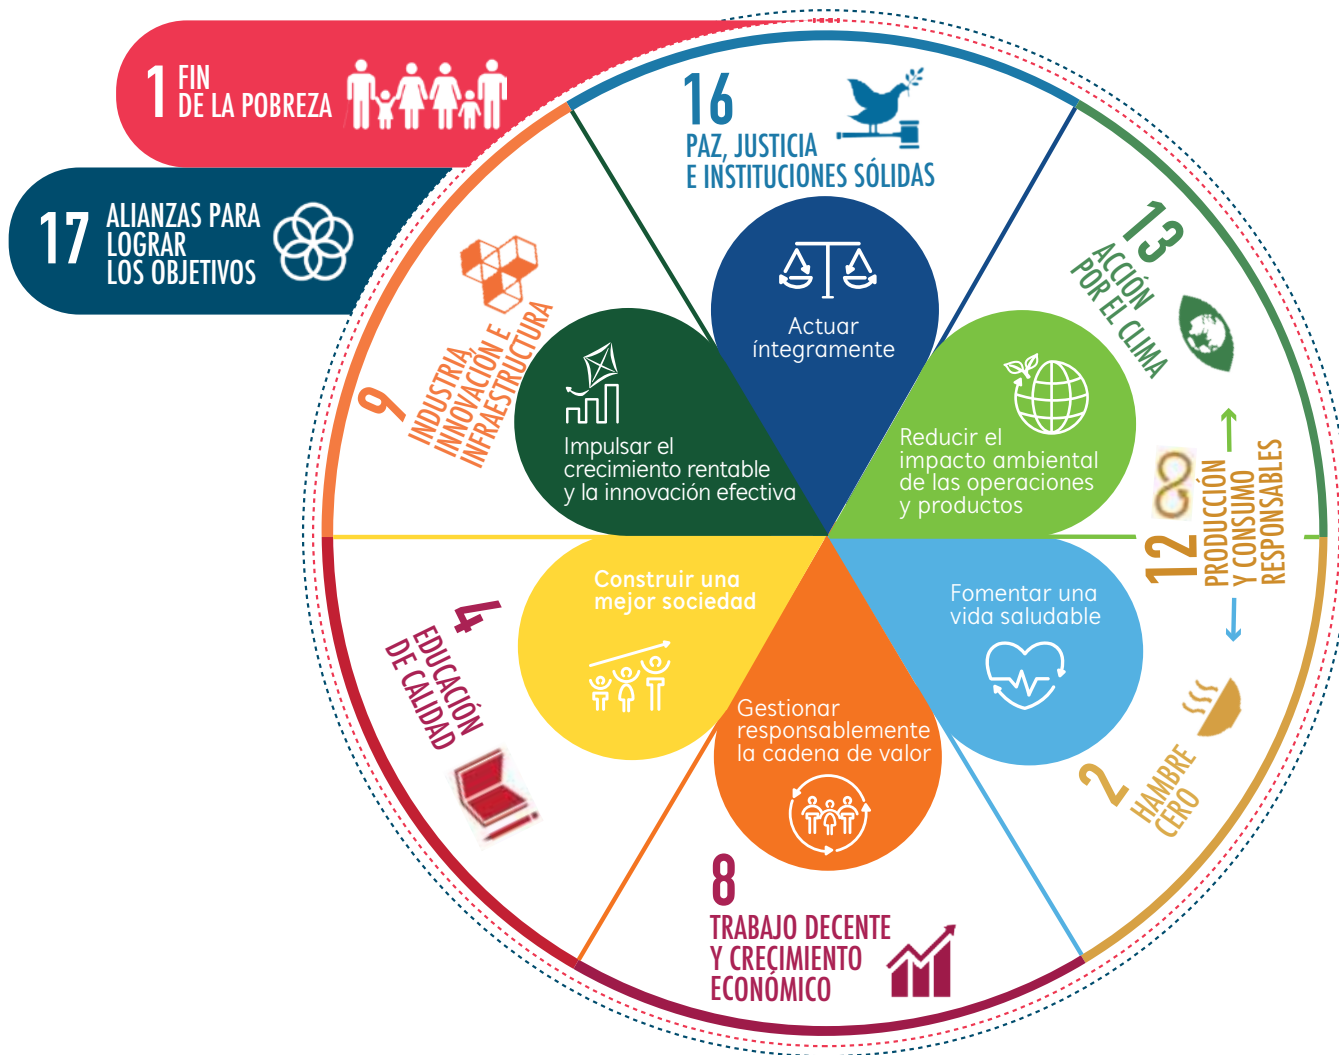 1 FIN
DE LA POBREZA
17 ALIANZAS PARA
LOGRAR
LOS OBJETIVOS
16
PAZ, JUSTICIA
E INSTITUCIONES SÓLIDAS
13
ACCIÓN
POR EL CLIMA
12
PRODUCCIÓN
Y CONSUMO
RESPONSABLES
2
HAMBRE
CERO
8
TRABAJO DECENTE
Y CRECIMIENTO
ECONÓMICO
4
EDUCACIÓN
DE CALIDAD
9
INDUSTRIA,
INNOVACIÓN E
INFRAESTRUCTURA
Actuar
íntegramente
Reducir el
impacto ambiental
de las operaciones
y productos
Fomentar una
vida saludable
Gestionar
responsablemente
la cadena de valor
Construir una
mejor sociedad
Impulsar el
crecimiento rentable
y la innovación efectiva